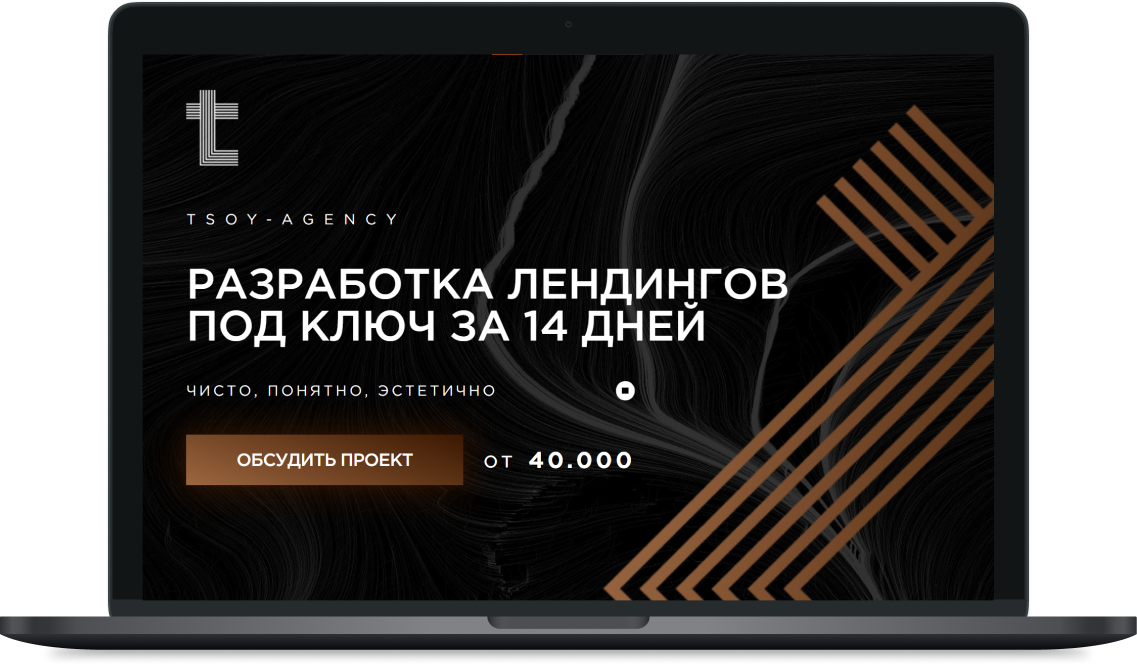 t
TSOY-AGENCY
РАЗРАБОТКА ЛЕНДИНГОВ
ПОД КЛЮЧ ЗА 14 ДНЕЙ
ЧИСТО, ПОНЯТНО, ЭСТЕТИЧНО
ОБСУДИТЬ ПРОЕКТ от 40.000